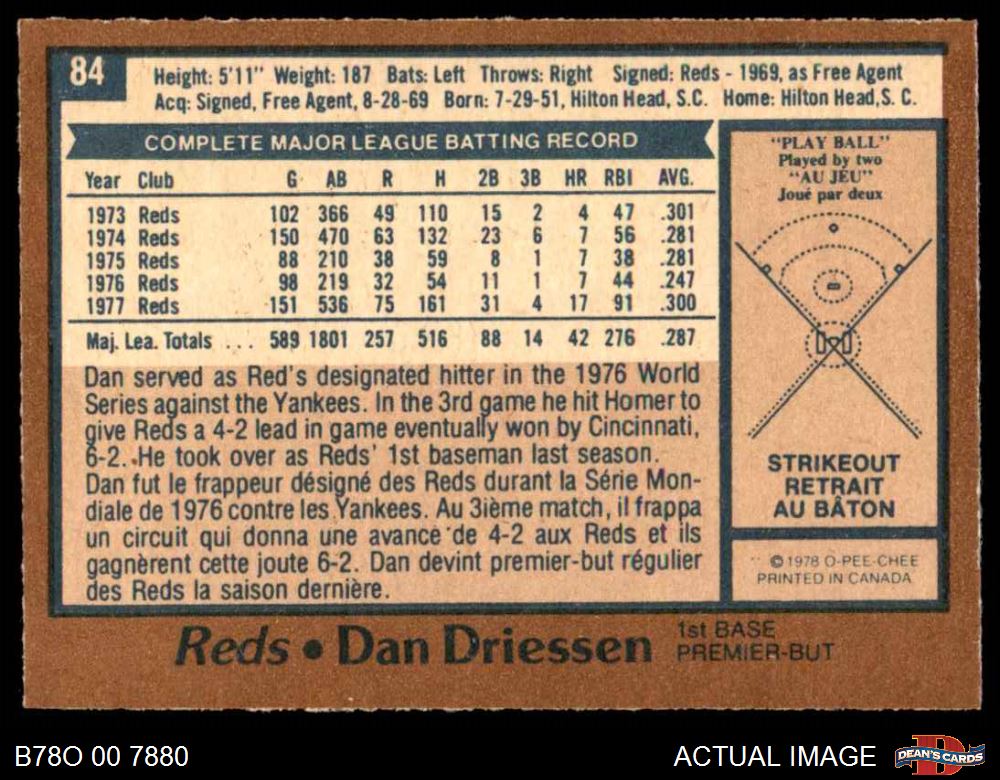 84
Height: 5'11" Weight: 187 Bats: Left Throws: Right Signed: Reds - 1969, as Free Agent
Acq: Signed, Free Agent, 8-28-69 Born: 7-29-51, Hilton Head, S.C. Home: Hilton Head, S. C.
COMPLETE MAJOR LEAGUE BATTING RECORD
Year Club G AB R H 2B 3B HR RBI AVG.
1973 Reds 102 366 49 110 15 2 4 47 .301
1974 Reds 150 470 63 132 23 6 7 56 .281
1975 Reds 88 210 38 59 8 1 7 38 .281
1976 Reds 98 219 32 54 11 1 7 44 .247
1977 Reds 151 536 75 161 31 4 17 91 .300
Maj. Lea. Totals ... 589 1801 257 516 88 14 42 276 .287
Dan served as Red's designated hitter in the 1976 World
Series against the Yankees. In the 3rd game he hit Homer to
give Reds a 4-2 lead in game eventually won by Cincinnati,
6-2. He took over as Reds' 1st baseman last season.
Dan fut le frappeur désigné des Reds durant la Série Mon-
diale de 1976 contre les Yankees. Au 3ième match, il frappa
un circuit qui donna une avance de 4-2 aux Reds et ils
gagnèrent cette joute 6-2. Dan devint premier-but régulier
des Reds la saison dernière.
"PLAY BALL"
Played by two
"AU JEU"
Joué par deux
STRIKEOUT
RETRAIT
AU BÂTON
© 1978 O-PEE-CHEE
PRINTED IN CANADA
Reds • Dan Driessen
1st BASE
PREMIER-BUT
B78O 00 7880
ACTUAL IMAGE
DEAN'S CARDS